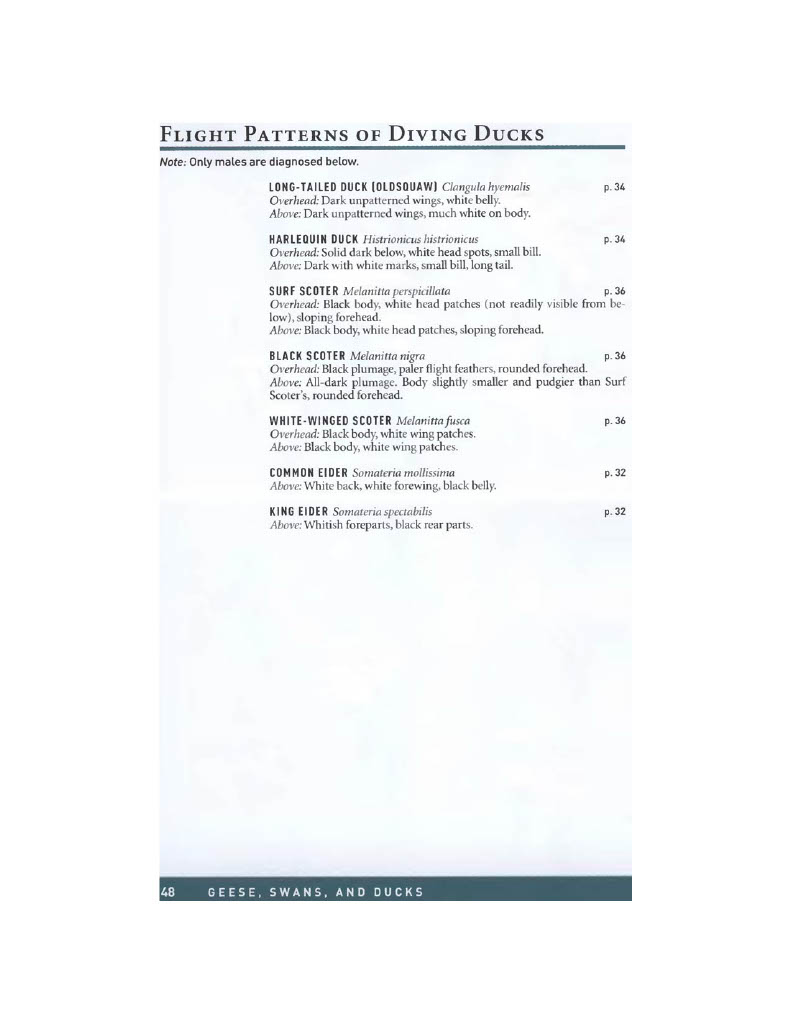 FLIGHT PATTERNS OF DIVING DUCKS
Note: Only males are diagnosed below.
LONG-TAILED DUCK (OLDSQUAW) Clangula hyemalis p. 34
Overhead: Dark unpatterned wings, white belly.
Above: Dark unpatterned wings, much white on body.
HARLEQUIN DUCK Histrionicus histrionicus p. 34
Overhead: Solid dark below, white head spots, small bill.
Above: Dark with white marks, small bill, long tail.
SURF SCOTER Melanitta perspicillata p. 36
Overhead: Black body, white head patches (not readily visible from be-
low), sloping forehead.
Above: Black body, white head patches, sloping forehead.
BLACK SCOTER Melanitta nigra p. 36
Overhead: Black plumage, paler flight feathers, rounded forehead.
Above: All-dark plumage. Body slightly smaller and pudgier than Surf
Scoter's, rounded forehead.
WHITE-WINGED SCOTER Melanitta fusca p. 36
Overhead: Black body, white wing patches.
Above: Black body, white wing patches.
COMMON EIDER Somateria mollissima p. 32
Above: White back, white forewing, black belly.
KING EIDER Somateria spectabilis p. 32
Above: Whitish foreparts, black rear parts.
48 GEESE, SWANS, AND DUCKS